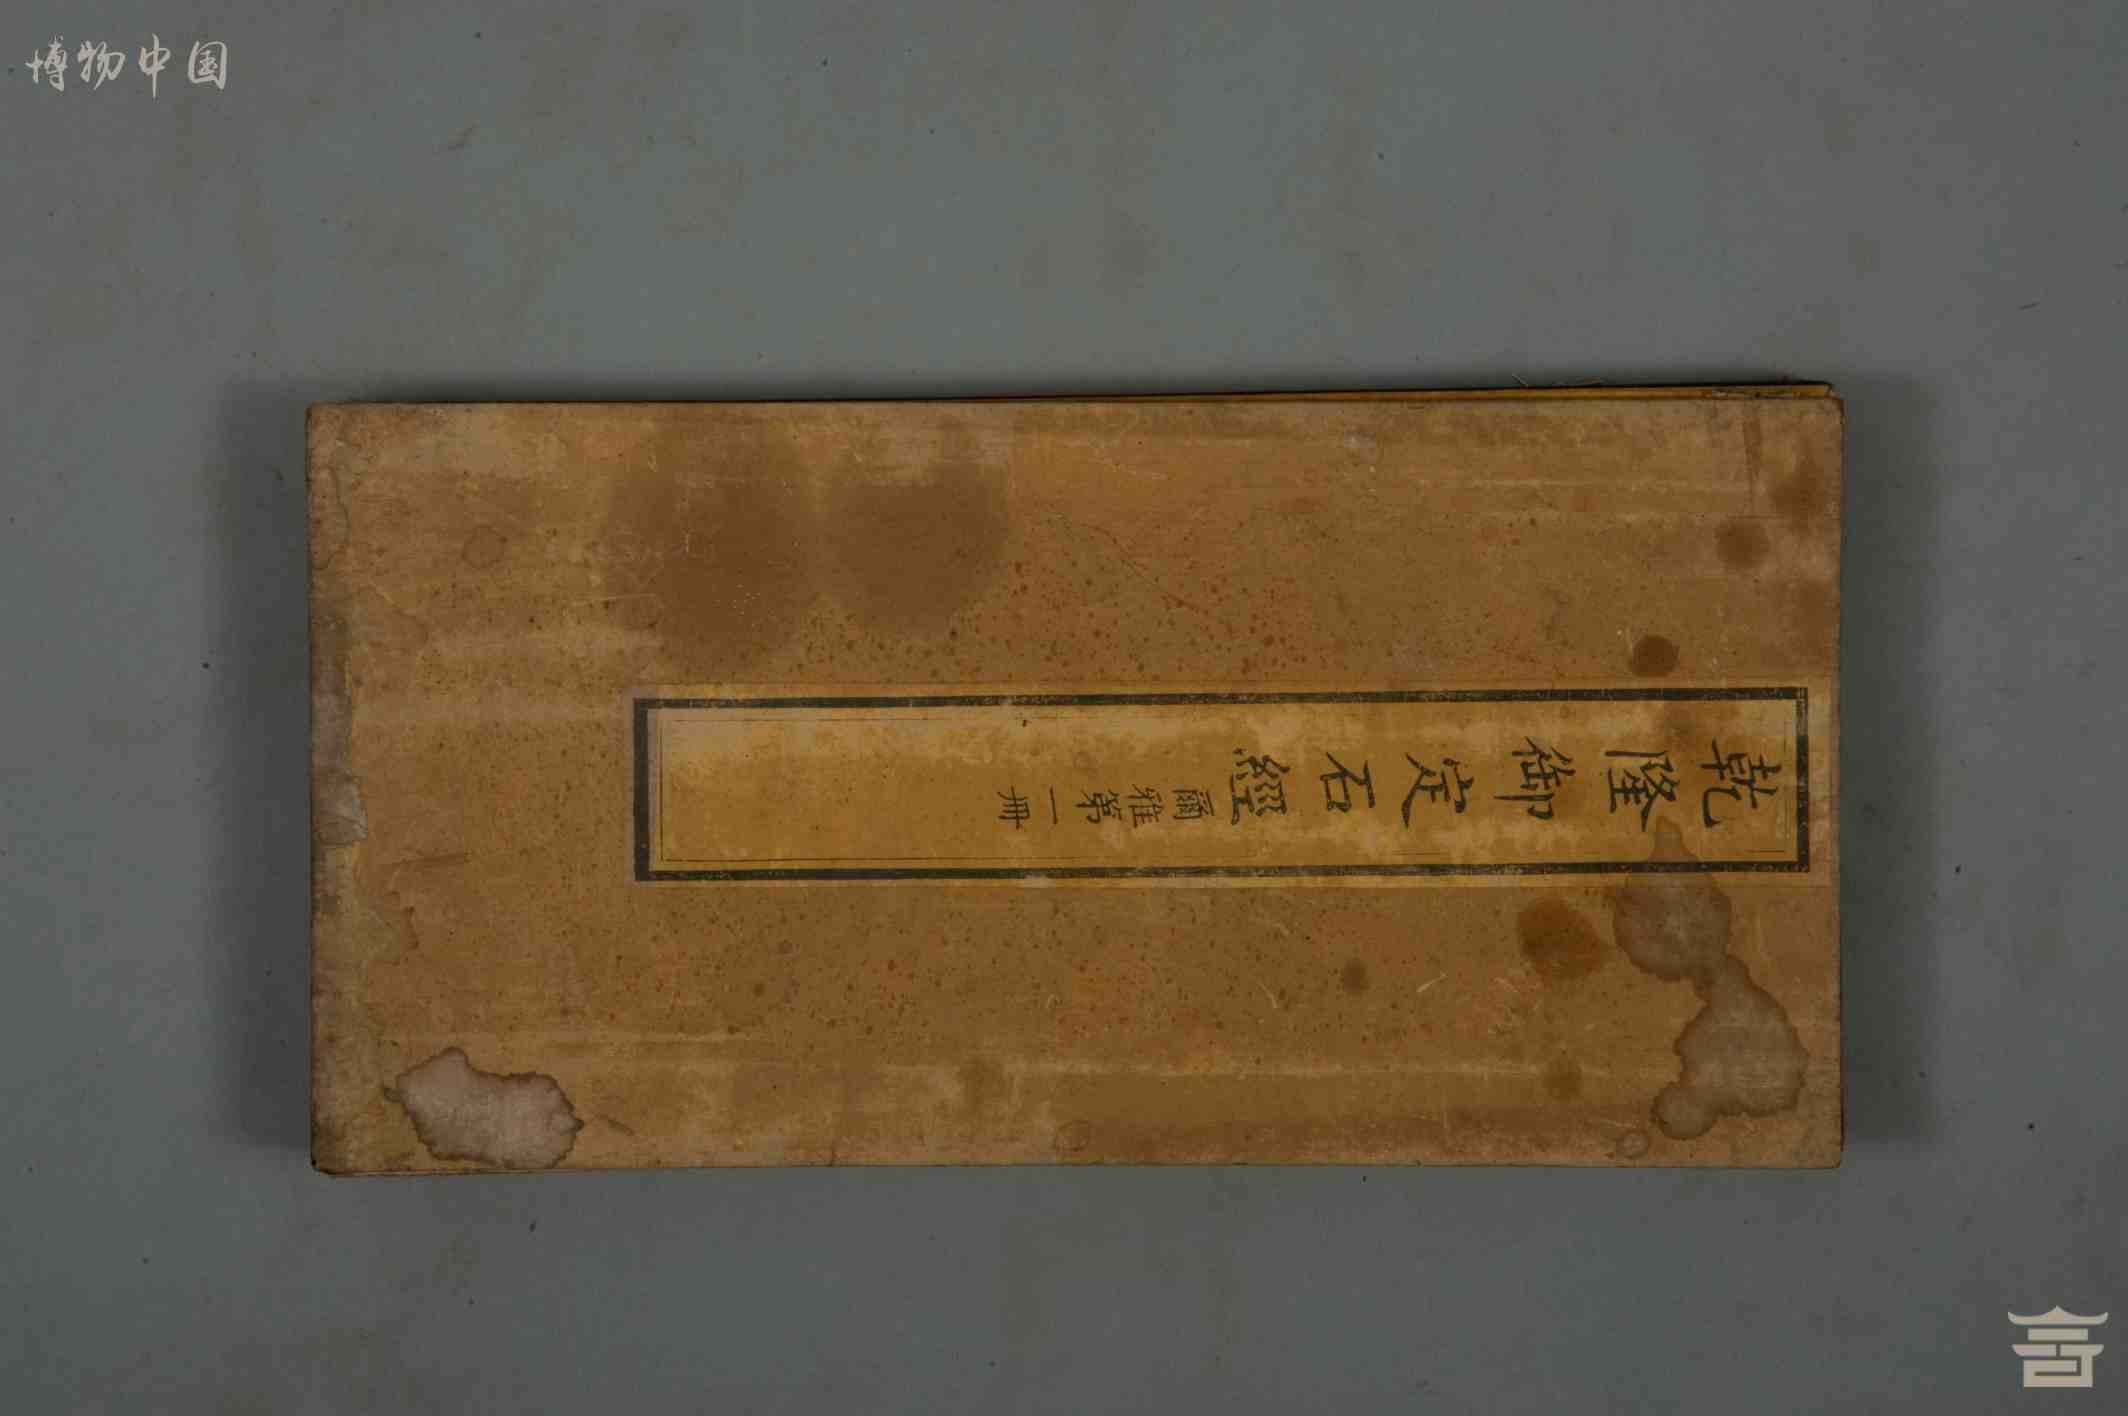 博物中国
乾隆御定石經
爾雅第一冊